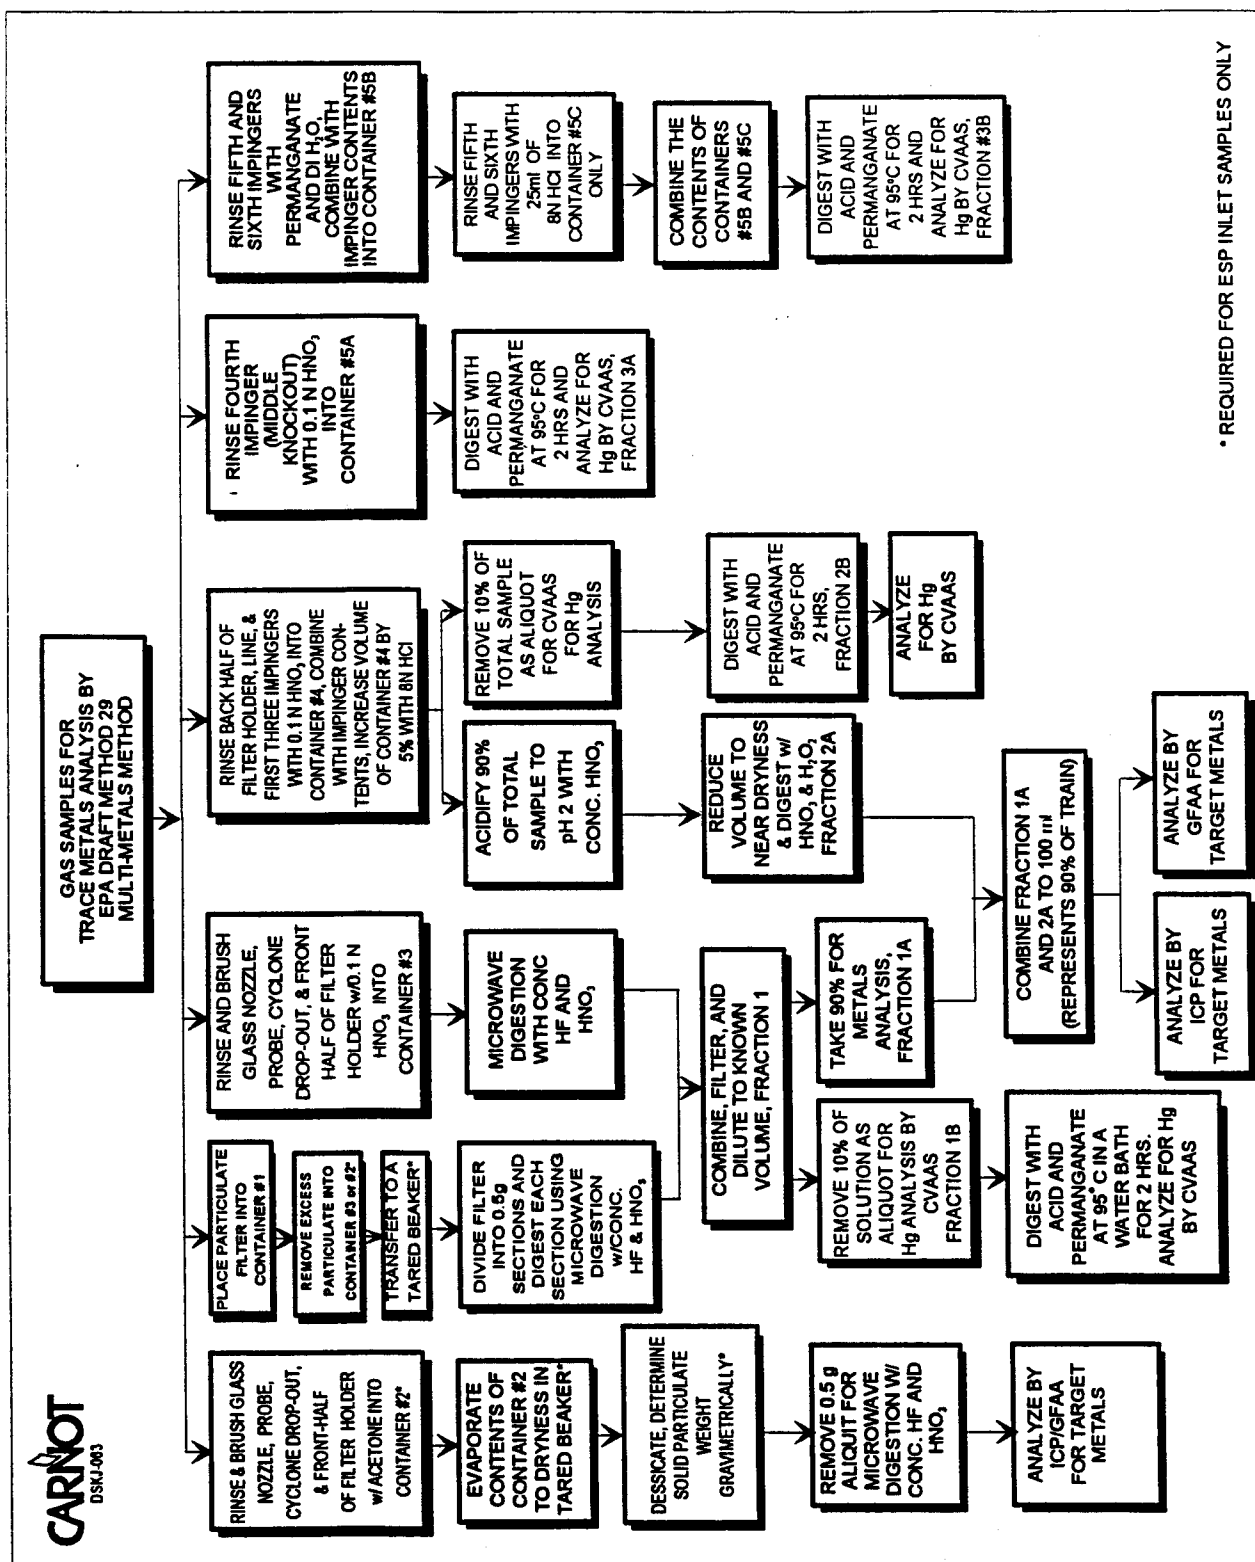 CARNOT
DSKJ-003
GAS SAMPLES FOR
TRACE METALS ANALYSIS BY
EPA DRAFT METHOD 29
MULTI-METALS METHOD
RINSE & BRUSH GLASS
NOZZLE, PROBE,
CYCLONE DROP-OUT,
& FRONT-HALF
OF FILTER HOLDER
w/ ACETONE INTO
CONTAINER #2*
EVAPORATE
CONTENTS OF
CONTAINER #2
TO DRYNESS IN
TARED BEAKER*
DESSICATE, DETERMINE
SOLID PARTICULATE
WEIGHT
GRAVIMETRICALLY*
REMOVE 0.5 g
ALIQUIT FOR
MICROWAVE
DIGESTION W/
CONC. HF AND
HNO₃
ANALYZE BY
ICP/GFAA
FOR TARGET
METALS
PLACE PARTICULATE
FILTER INTO
CONTAINER #1
REMOVE EXCESS
PARTICULATE INTO
CONTAINER #3 or #2*
TRANSFER TO A
TARED BEAKER*
DIVIDE FILTER
INTO 0.5g
SECTIONS AND
DIGEST EACH
SECTION USING
MICROWAVE
DIGESTION
w/CONC.
HF & HNO₃
RINSE AND BRUSH
GLASS NOZZLE,
PROBE, CYCLONE
DROP-OUT, & FRONT
HALF OF FILTER
HOLDER w/0.1 N
HNO₃ INTO
CONTAINER #3
MICROWAVE
DIGESTION
WITH CONC
HF AND
HNO₃
COMBINE, FILTER, AND
DILUTE TO KNOWN
VOLUME, FRACTION 1
REMOVE 10% OF
SOLUTION AS
ALIQUOT FOR
Hg ANALYSIS BY
CVAAS
FRACTION 1B
DIGEST WITH
ACID AND
PERMANGANATE
AT 95°C IN A
WATER BATH
FOR 2 HRS.
ANALYZE FOR Hg
BY CVAAS
TAKE 90% FOR
METALS
ANALYSIS,
FRACTION 1A
RINSE BACK HALF OF
FILTER HOLDER, LINE, &
FIRST THREE IMPINGERS
WITH 0.1 N HNO₃ INTO
CONTAINER #4, COMBINE
WITH IMPINGER CON-
TENTS, INCREASE VOLUME
OF CONTAINER #4 BY
5% WITH 8N HCl
ACIDIFY 90%
OF TOTAL
SAMPLE TO
pH 2 WITH
CONC. HNO₃
REDUCE
VOLUME TO
NEAR DRYNESS
& DIGEST w/
HNO₃ & H₂O₂
FRACTION 2A
REMOVE 10% OF
TOTAL SAMPLE
AS ALIQUOT
FOR CVAAS
FOR Hg
ANALYSIS
DIGEST WITH
ACID AND
PERMANGANATE
AT 95°C FOR
2 HRS,
FRACTION 2B
ANALYZE
FOR Hg
BY CVAAS
COMBINE FRACTION 1A
AND 2A TO 100 ml
(REPRESENTS 90% OF TRAIN)
ANALYZE BY
ICP FOR
TARGET METALS
ANALYZE BY
GFAA FOR
TARGET METALS
RINSE FOURTH
IMPINGER
(MIDDLE
KNOCKOUT)
WITH 0.1 N HNO₃
INTO
CONTAINER #5A
DIGEST WITH
ACID AND
PERMANGANATE
AT 95°C FOR
2 HRS AND
ANALYZE FOR
Hg BY CVAAS,
FRACTION 3A
RINSE FIFTH AND
SIXTH IMPINGERS
WITH
PERMANGANATE
AND DI H₂O,
COMBINE WITH
IMPINGER CONTENTS
INTO CONTAINER #5B
RINSE FIFTH
AND SIXTH
IMPINGERS WITH
25ml OF
8N HCl INTO
CONTAINER #5C
ONLY
COMBINE THE
CONTENTS OF
CONTAINERS
#5B AND #5C
DIGEST WITH
ACID AND
PERMANGANATE
AT 95°C FOR
2 HRS AND
ANALYZE FOR
Hg BY CVAAS,
FRACTION #3B
* REQUIRED FOR ESP INLET SAMPLES ONLY